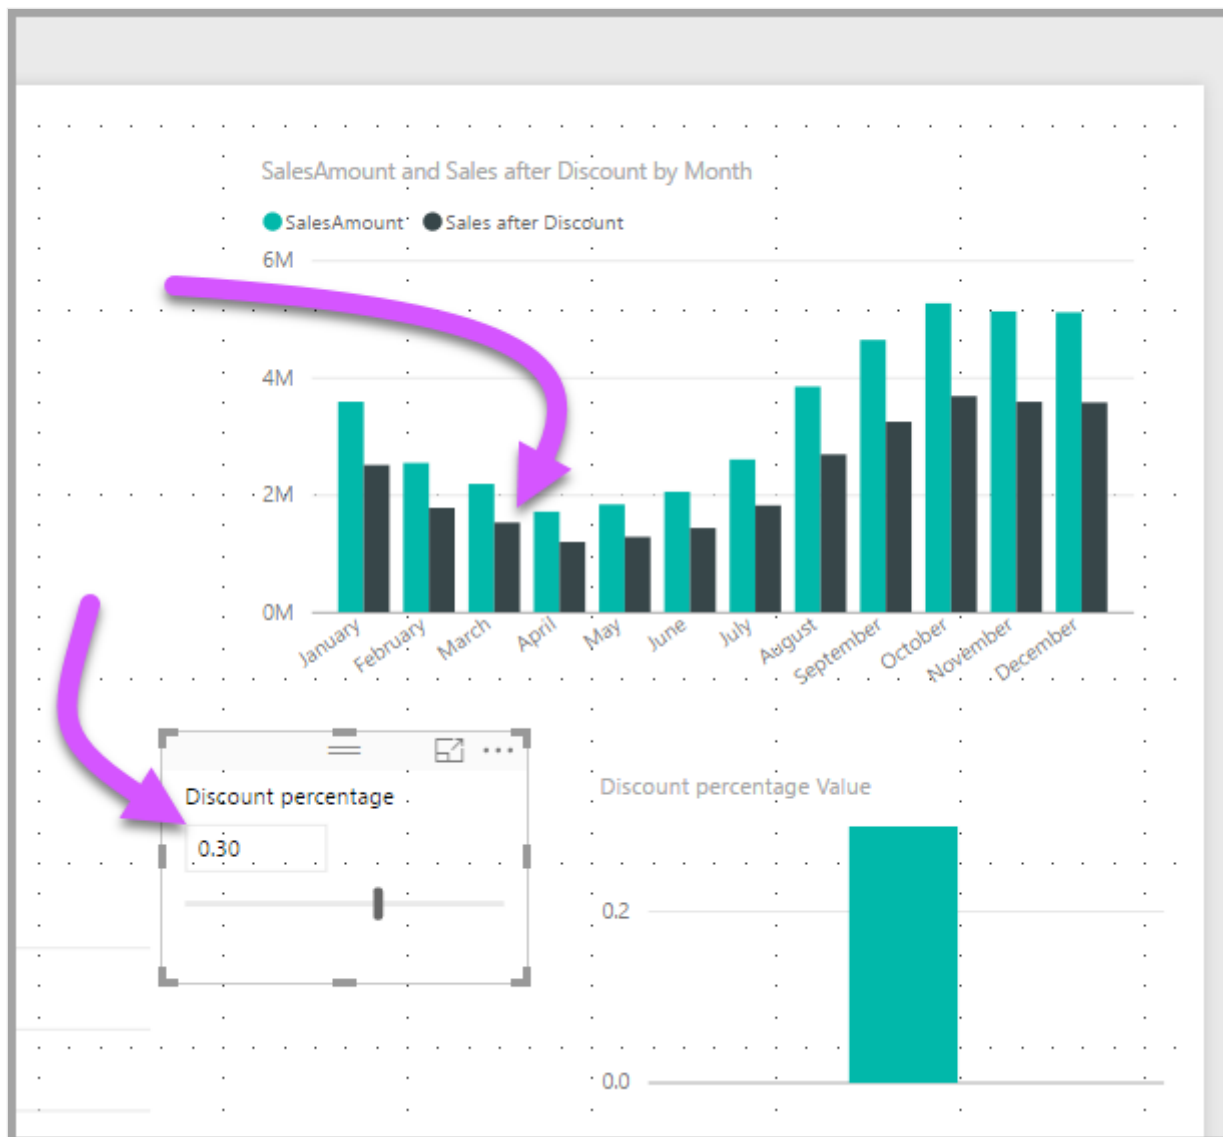 SalesAmount and Sales after Discount by Month
SalesAmount Sales after Discount
6M
4M
2M
0M
January February March April May June July August September October November December
Discount percentage
0.30
Discount percentage Value
0.2
0.0